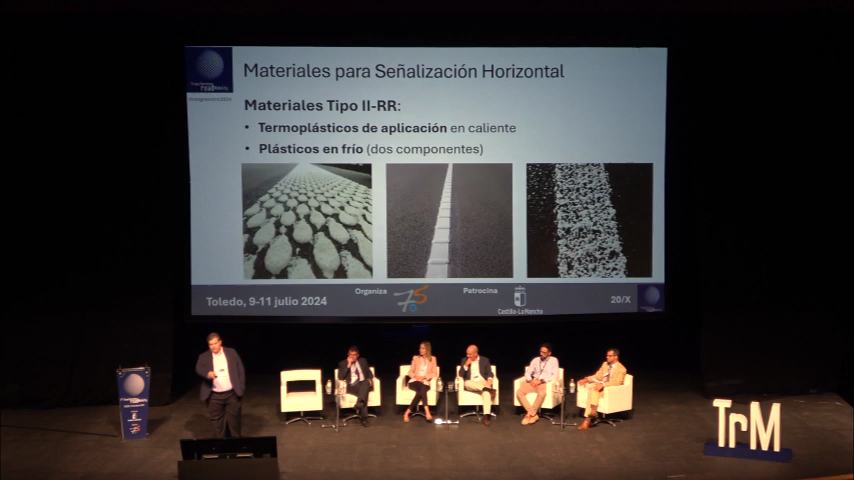 Materiales para Señalización Horizontal
Materiales Tipo II-RR:
• Termoplásticos de aplicación en caliente
• Plásticos en frío (dos componentes)
Organiza
75
Patrocina
Castilla-La Mancha
Toledo, 9-11 julio 2024
20/X
TrM